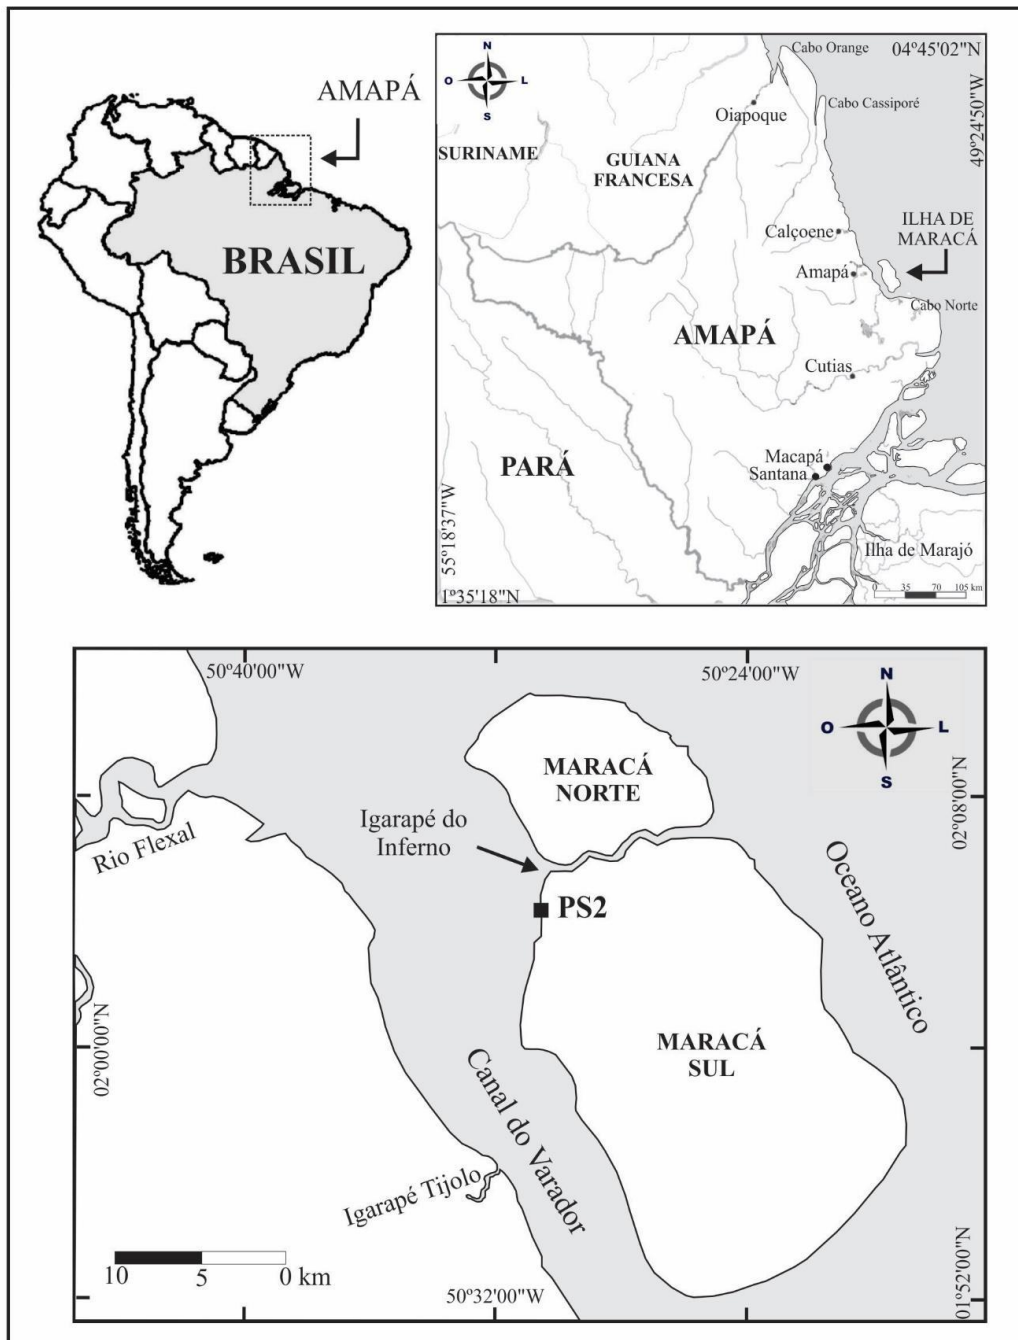 AMAPÁ
BRASIL
N
O
L
S
Cabo Orange
04º45'02"N
49º24'50"W
Cabo Cassiporé
Oiapoque
SURINAME
GUIANA
FRANCESA
Calçoene
ILHA DE
MARACÁ
Amapá
Cabo Norte
AMAPÁ
Cutias
PARÁ
Macapá
Santana
55º18'37"W
Ilha de Marajó
1º35'18"N
0 35 70 105 km
50º40'00"W
50º24'00"W
N
O
L
S
MARACÁ
NORTE
02º08'00"N
Igarapé do
Inferno
Rio Flexal
PS2
Oceano Atlântico
02º00'00"N
MARACÁ
SUL
Canal do Varador
Igarapé Tijolo
10 5 0 km
50º32'00"W
01º52'00"N